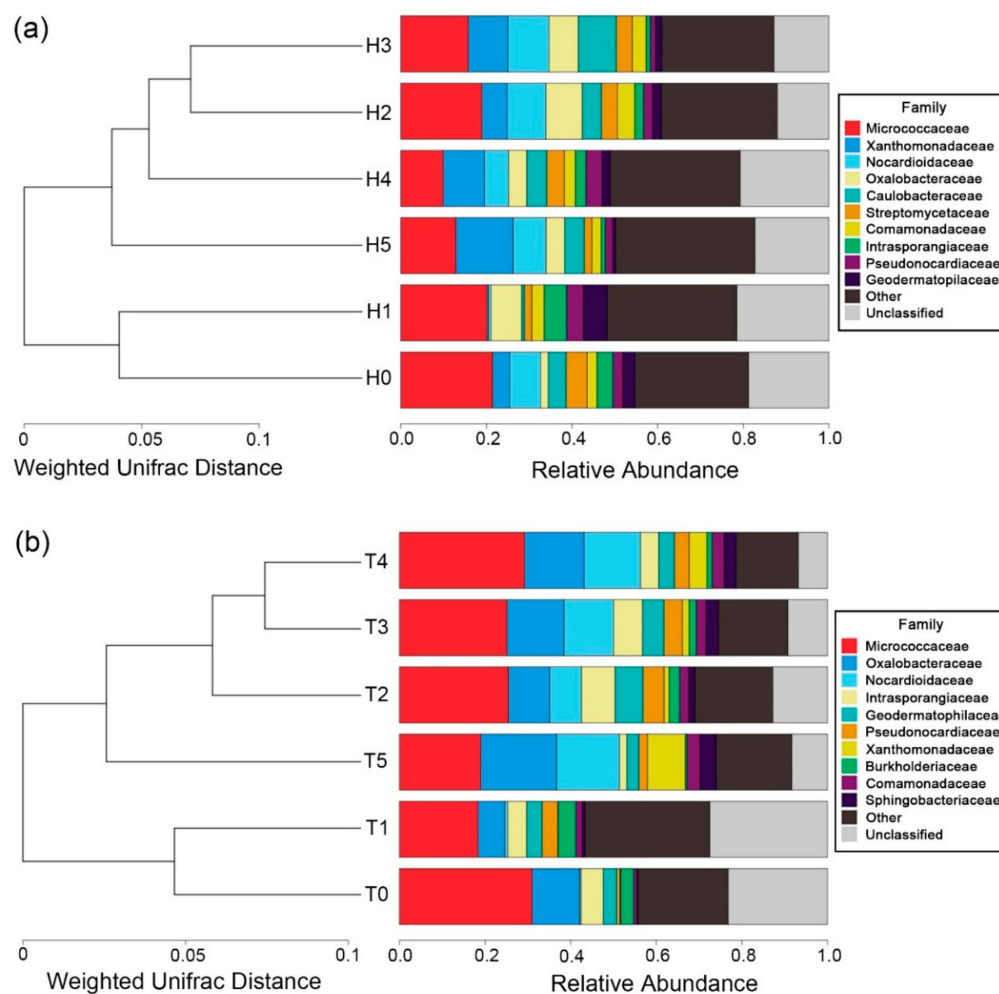 (a)
H3
H2
H4
H5
H1
H0
0 0.05 0.1
Weighted Unifrac Distance
0.0 0.2 0.4 0.6 0.8 1.0
Relative Abundance
Family
Micrococcaceae
Xanthomonadaceae
Nocardioidaceae
Oxalobacteraceae
Caulobacteraceae
Streptomycetaceae
Comamonadaceae
Intrasporangiaceae
Pseudonocardiaceae
Geodermatopilaceae
Other
Unclassified
(b)
T4
T3
T2
T5
T1
T0
0 0.05 0.1
Weighted Unifrac Distance
0.0 0.2 0.4 0.6 0.8 1.0
Relative Abundance
Family
Micrococcaceae
Oxalobacteraceae
Nocardioidaceae
Intrasporangiaceae
Geodermatophilaceae
Pseudonocardiaceae
Xanthomonadaceae
Burkholderiaceae
Comamonadaceae
Sphingobacteriaceae
Other
Unclassified